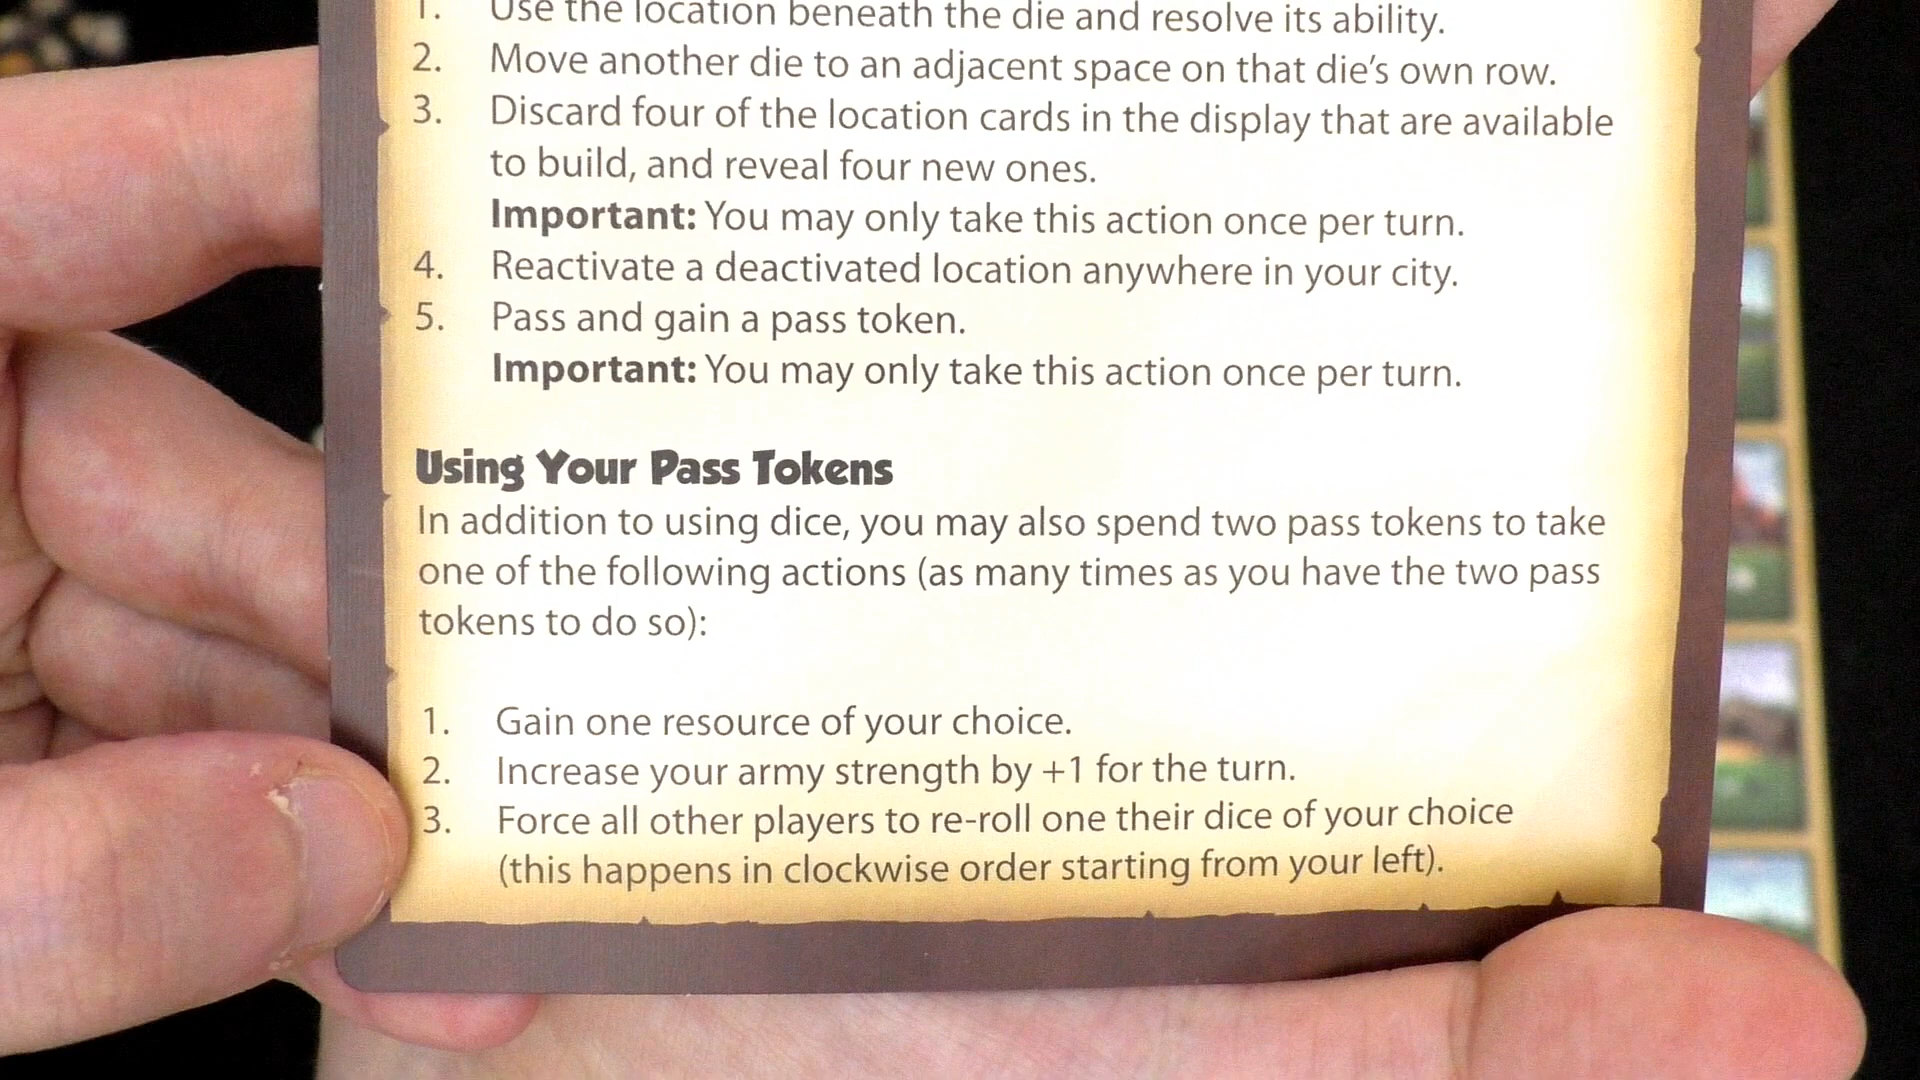 1. Use the location beneath the die and resolve its ability.
2. Move another die to an adjacent space on that die's own row.
3. Discard four of the location cards in the display that are available
to build, and reveal four new ones.
Important: You may only take this action once per turn.
4. Reactivate a deactivated location anywhere in your city.
5. Pass and gain a pass token.
Important: You may only take this action once per turn.
Using Your Pass Tokens
In addition to using dice, you may also spend two pass tokens to take
one of the following actions (as many times as you have the two pass
tokens to do so):
1. Gain one resource of your choice.
2. Increase your army strength by +1 for the turn.
3. Force all other players to re-roll one their dice of your choice
(this happens in clockwise order starting from your left).